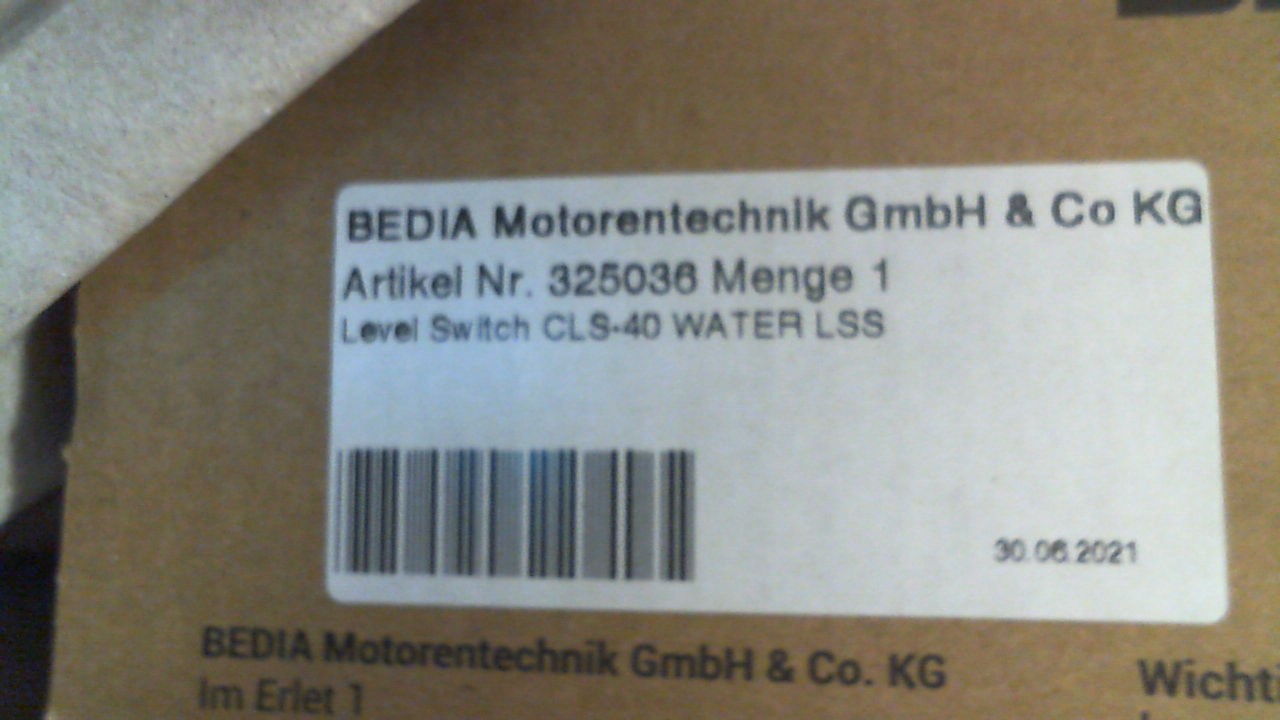 BEDIA Motorentechnik GmbH & Co KG
Artikel Nr. 325036 Menge 1
Level Switch CLS-40 WATER LSS
30.06.2021
BEDIA Motorentechnik GmbH & Co. KG
Im Erlet 1